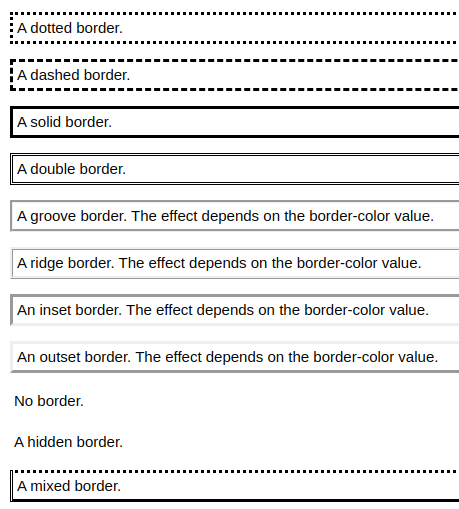 A dotted border.
A dashed border.
A solid border.
A double border.
A groove border. The effect depends on the border-color value.
A ridge border. The effect depends on the border-color value.
An inset border. The effect depends on the border-color value.
An outset border. The effect depends on the border-color value.
No border.
A hidden border.
A mixed border.